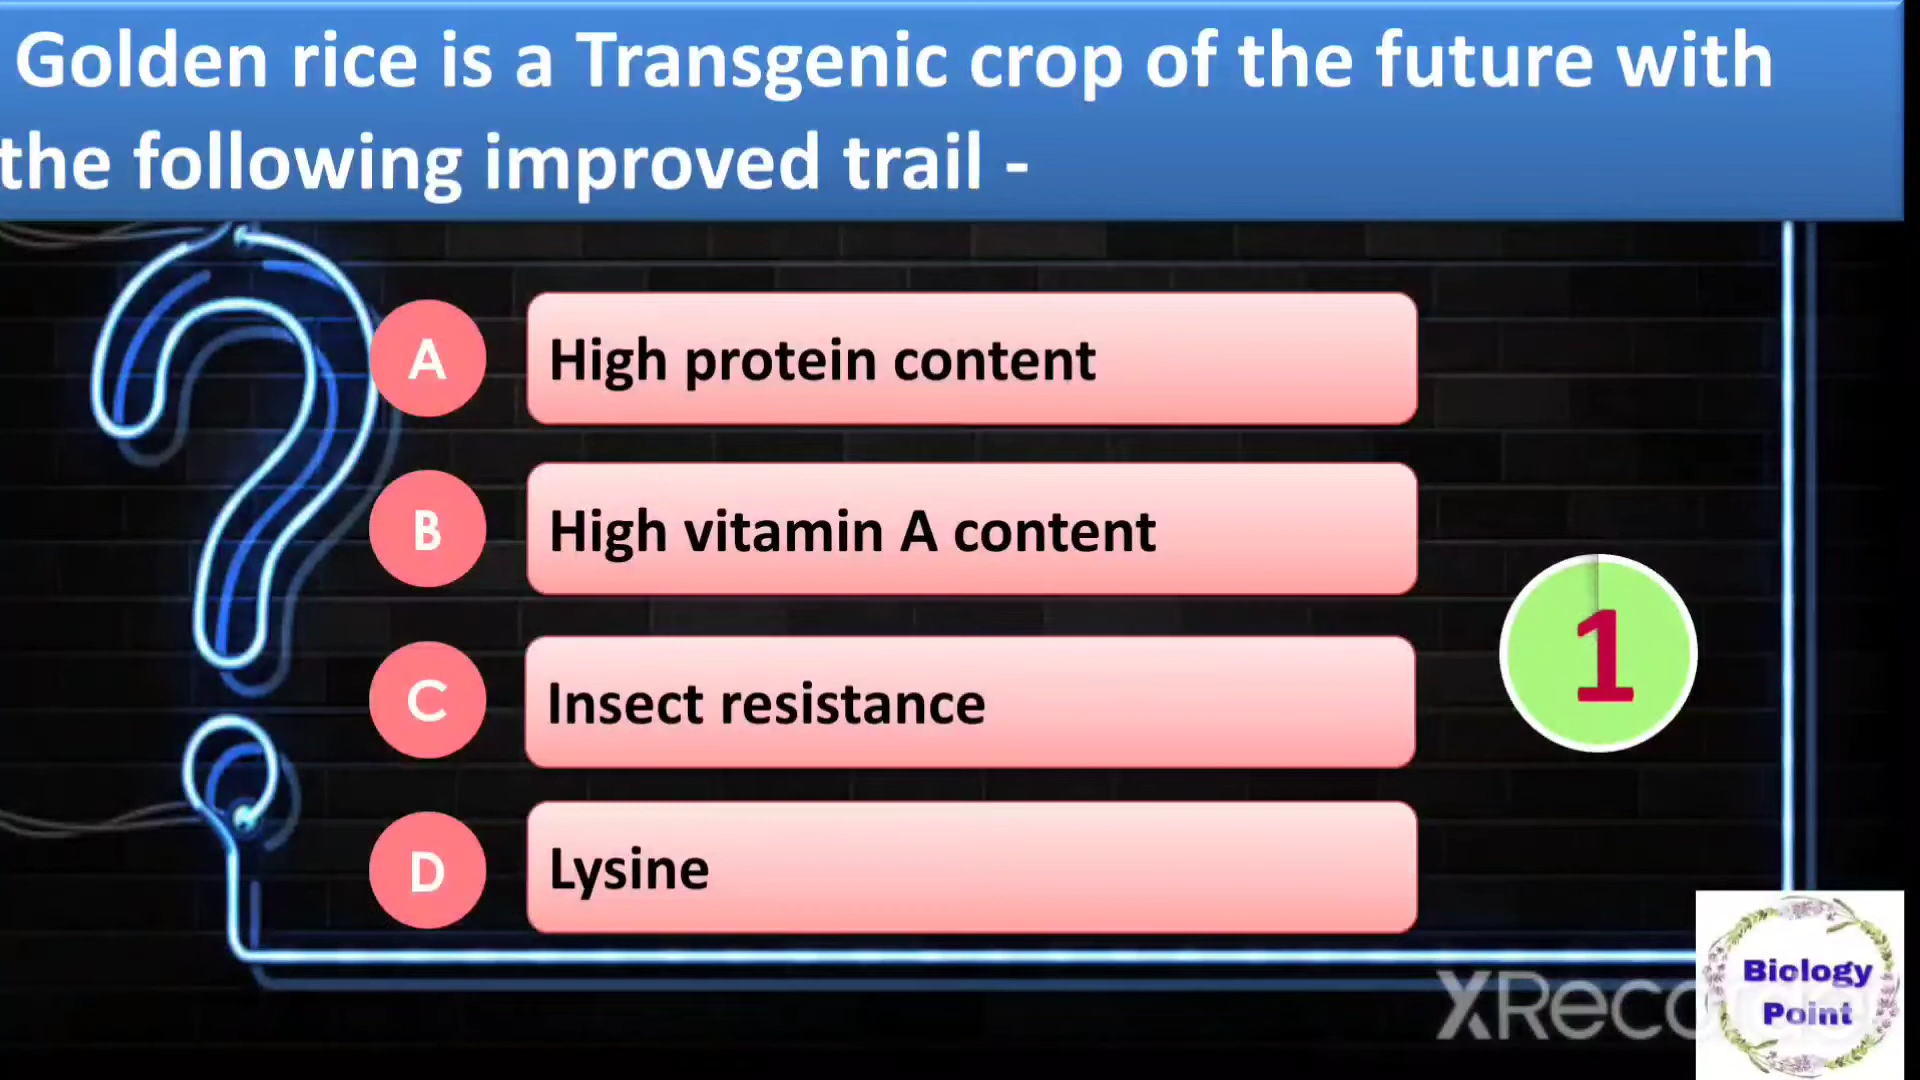 Golden rice is a Transgenic crop of the future with
the following improved trail -
A High protein content
B High vitamin A content
C Insect resistance
1
D Lysine
Biology
Point